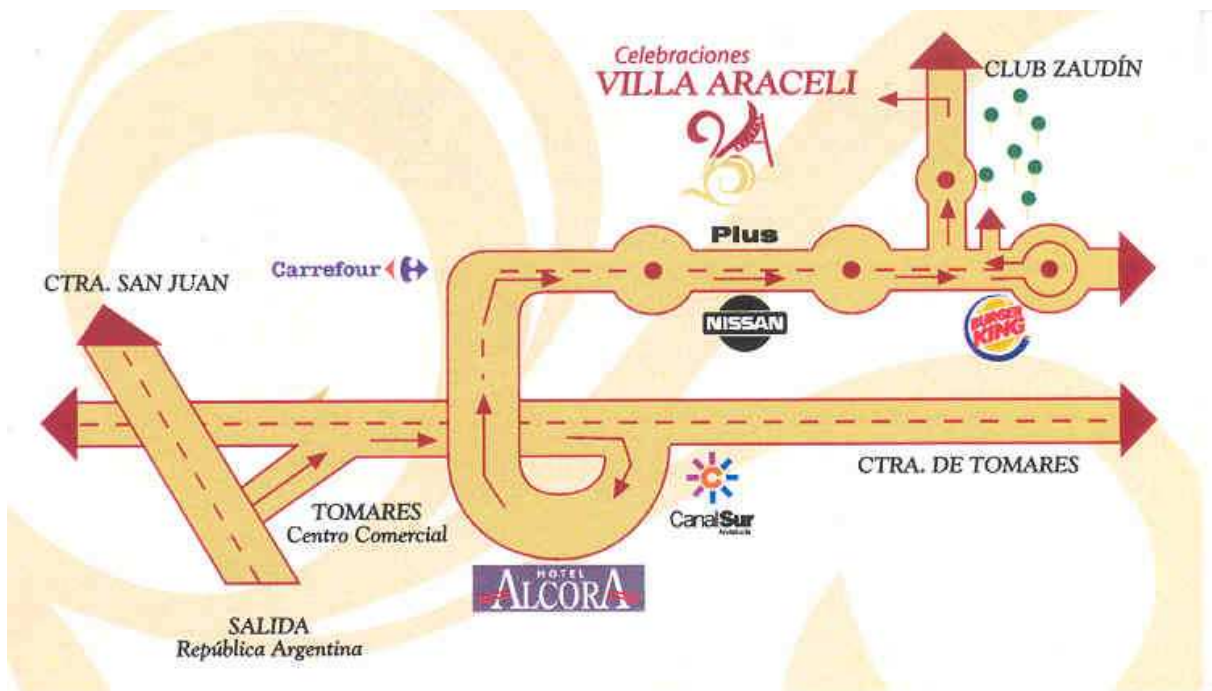 Celebraciones
VILLA ARACELI
CLUB ZAUDÍN
Plus
Carrefour
CTRA. SAN JUAN
NISSAN
BURGER
KING
CTRA. DE TOMARES
C
CanalSur
Andalucía
TOMARES
Centro Comercial
HOTEL
ALCORA
SALIDA
República Argentina